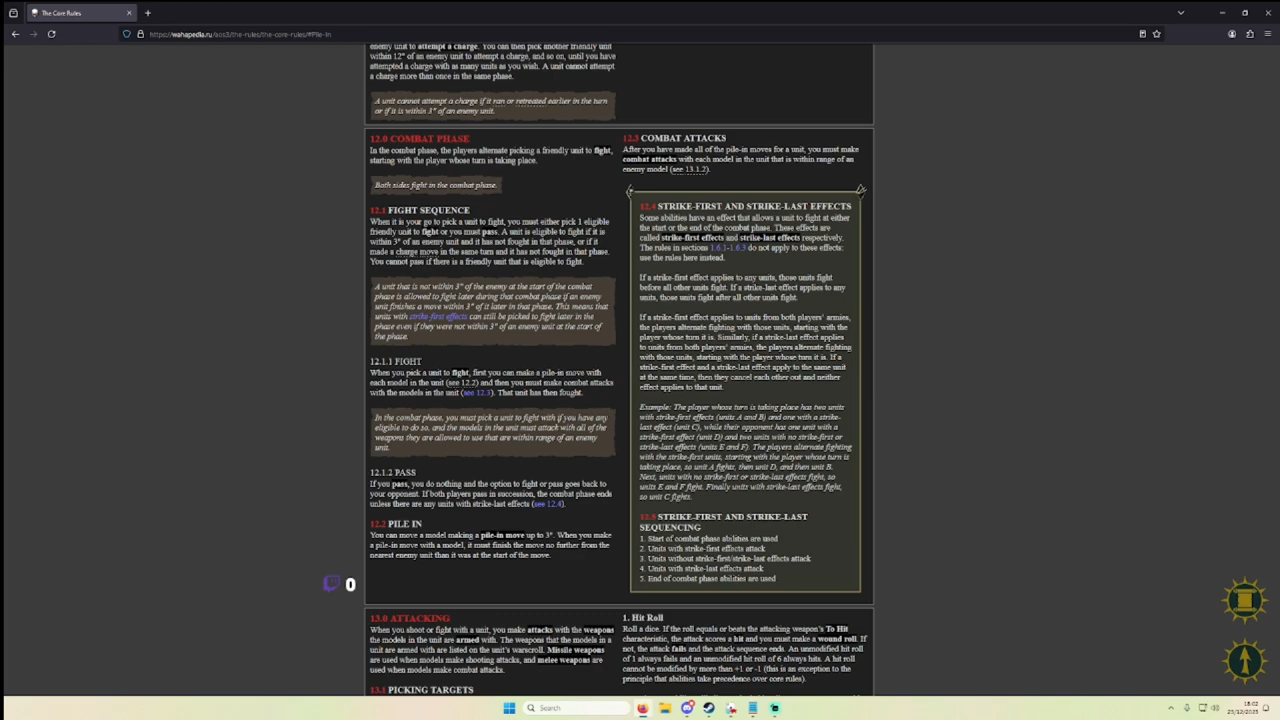 The Core Rules
https://wahapedia.ru/aos3/the-rules/the-core-rules/#Pile-In
enemy unit to attempt a charge. You can then pick another friendly unit
within 12" of an enemy unit to attempt a charge, and so on, until you have
attempted a charge with as many units as you wish. A unit cannot attempt
a charge more than once in the same phase.
A unit cannot attempt a charge if it ran or retreated earlier in the turn
or if it is within 3" of an enemy unit.
12.0 COMBAT PHASE
In the combat phase, the players alternate picking a friendly unit to fight,
starting with the player whose turn is taking place.
Both sides fight in the combat phase.
12.1 FIGHT SEQUENCE
When it is your go to pick a unit to fight, you must either pick 1 eligible
friendly unit to fight or you must pass. A unit is eligible to fight if it is
within 3" of an enemy unit and it has not fought in that phase, or if it
made a charge move in the same turn and it has not fought in that phase.
You cannot pass if there is a friendly unit that is eligible to fight.
A unit that is not within 3" of the enemy at the start of the combat
phase is allowed to fight later during that combat phase if an enemy
unit finishes a move within 3" of it later in that phase. This means that
units with strike-first effects can still be picked to fight later in the
phase even if they were not within 3" of an enemy unit at the start of
the phase.
12.1.1 FIGHT
When you pick a unit to fight, first you can make a pile-in move with
each model in the unit (see 12.2) and then you must make combat attacks
with the models in the unit (see 12.3). That unit has then fought.
In the combat phase, you must pick a unit to fight with if you have any
eligible to do so, and the models in the unit must attack with all of the
weapons they are allowed to use that are within range of an enemy
unit.
12.1.2 PASS
If you pass, you do nothing and the option to fight or pass goes back to
your opponent. If both players pass in succession, the combat phase ends
unless there are any units with strike-last effects (see 12.4).
12.2 PILE IN
You can move a model making a pile-in move up to 3". When you make
a pile-in move with a model, it must finish the move no further from the
nearest enemy unit than it was at the start of the move.
12.3 COMBAT ATTACKS
After you have made all of the pile-in moves for a unit, you must make
combat attacks with each model in the unit that is within range of an
enemy model (see 13.1.2).
12.4 STRIKE-FIRST AND STRIKE-LAST EFFECTS
Some abilities have an effect that allows a unit to fight at either
the start or the end of the combat phase. These effects are
called strike-first effects and strike-last effects respectively.
The rules in sections 1.6.1-1.6.3 do not apply to these effects:
use the rules here instead.
If a strike-first effect applies to any units, those units fight
before all other units fight. If a strike-last effect applies to any
units, those units fight after all other units fight.
If a strike-first effect applies to units from both players' armies,
the players alternate fighting with those units, starting with the
player whose turn it is. Similarly, if a strike-last effect applies
to units from both players' armies, the players alternate fighting
with those units, starting with the player whose turn it is. If a
strike-first effect and a strike-last effect apply to the same unit
at the same time, then they cancel each other out and neither
effect applies to that unit.
Example: The player whose turn is taking place has two units
with strike-first effects (units A and B) and one with a strike-
last effect (unit C), while their opponent has one unit with a
strike-first effect (unit D) and two units with no strike-first or
strike-last effects (units E and F). The players alternate fighting
with the strike-first units, starting with the player whose turn is
taking place, so unit A fights, then unit D, and then unit B.
Next, units with no strike-first or strike-last effects fight, so
units E and F fight. Finally units with strike-last effects fight,
so unit C fights.
12.5 STRIKE-FIRST AND STRIKE-LAST
SEQUENCING
1. Start of combat phase abilities are used
2. Units with strike-first effects attack
3. Units without strike-first/strike-last effects attack
4. Units with strike-last effects attack
5. End of combat phase abilities are used
0
13.0 ATTACKING
When you shoot or fight with a unit, you make attacks with the weapons
the models in the unit are armed with. The weapons that the models in a
unit are armed with are listed on the unit's warscroll. Missile weapons
are used when models make shooting attacks, and melee weapons are
used when models make combat attacks.
13.1 PICKING TARGETS
1. Hit Roll
Roll a dice. If the roll equals or beats the attacking weapon's To Hit
characteristic, the attack scores a hit and you must make a wound roll. If
not, the attack fails and the attack sequence ends. An unmodified hit roll
of 1 always fails and an unmodified hit roll of 6 always hits. A hit roll
cannot be modified by more than +1 or -1 (this is an exception to the
principle that abilities take precedence over core rules).
Search
18:02